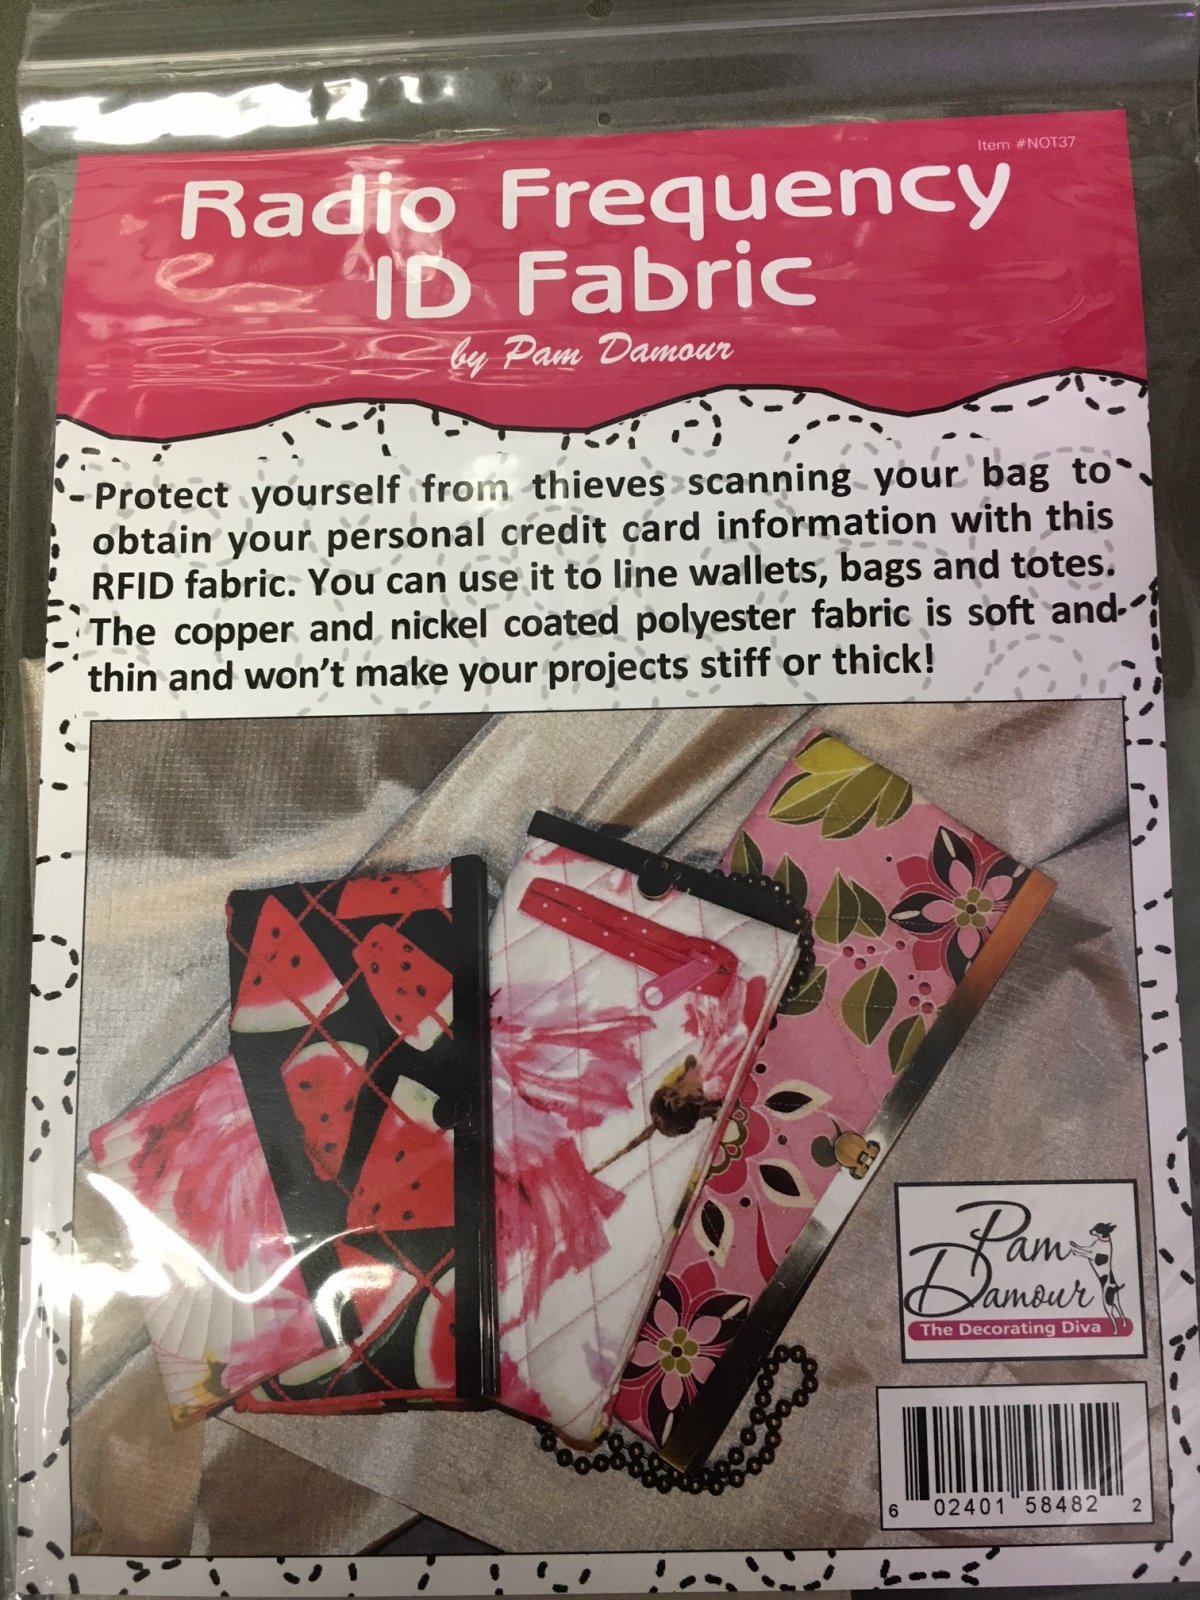 Item #NOT37
Radio Frequency
ID Fabric
by Pam Damour
Protect yourself from thieves scanning your bag to
obtain your personal credit card information with this
RFID fabric. You can use it to line wallets, bags and totes.
The copper and nickel coated polyester fabric is soft and
thin and won't make your projects stiff or thick!
Pam
Damour
The Decorating Diva
6 02401 58482 2